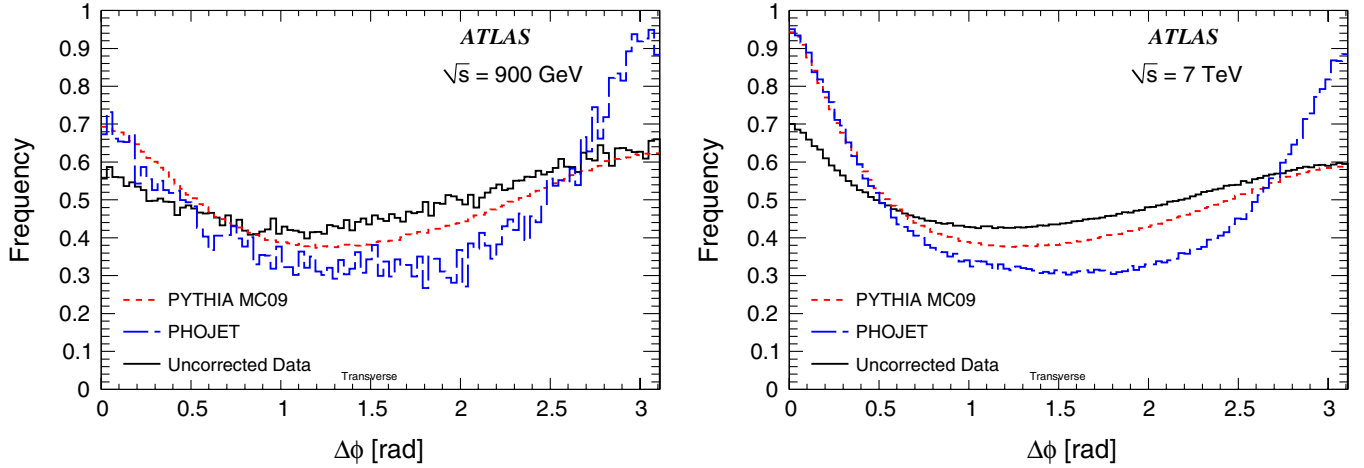 ATLAS
√s = 900 GeV
Frequency
1
0.9
0.8
0.7
0.6
0.5
0.4
0.3
0.2
0.1
0
PYTHIA MC09
PHOJET
Uncorrected Data
Transverse
0 0.5 1 1.5 2 2.5 3
Δϕ [rad]
ATLAS
√s = 7 TeV
Frequency
1
0.9
0.8
0.7
0.6
0.5
0.4
0.3
0.2
0.1
0
PYTHIA MC09
PHOJET
Uncorrected Data
Transverse
0 0.5 1 1.5 2 2.5 3
Δϕ [rad]